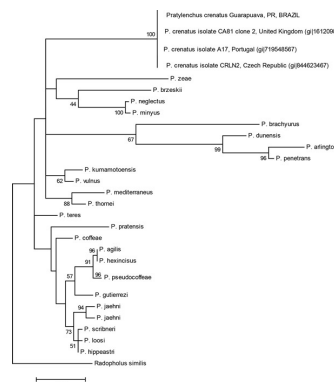 Pratylenchus crenatus Guarapuava, PR, BRAZIL
P. crenatus isolate CA81 clone 2, United Kingdom (gi|1612080
100
P. crenatus isolate A17, Portugal (gi|719548567)
P. crenatus isolate CRLN2, Czech Republic (gi|844623467)
P. zeae
P. brzeskii
44
P. neglectus
100
P. minyus
P. brachyurus
67
P. dunensis
99
P. arlingto
96
P. penetrans
P. kumamotoensis
62
P. vulnus
P. mediterraneus
88
P. thornei
P. teres
P. pratensis
P. coffeae
96
P. agilis
91
P. hexincisus
57
96
P. pseudocoffeae
P. gutierrezi
94
P. jaehni
P. jaehni
73
P. scribneri
P. loosi
51
P. hippeastri
Radopholus similis